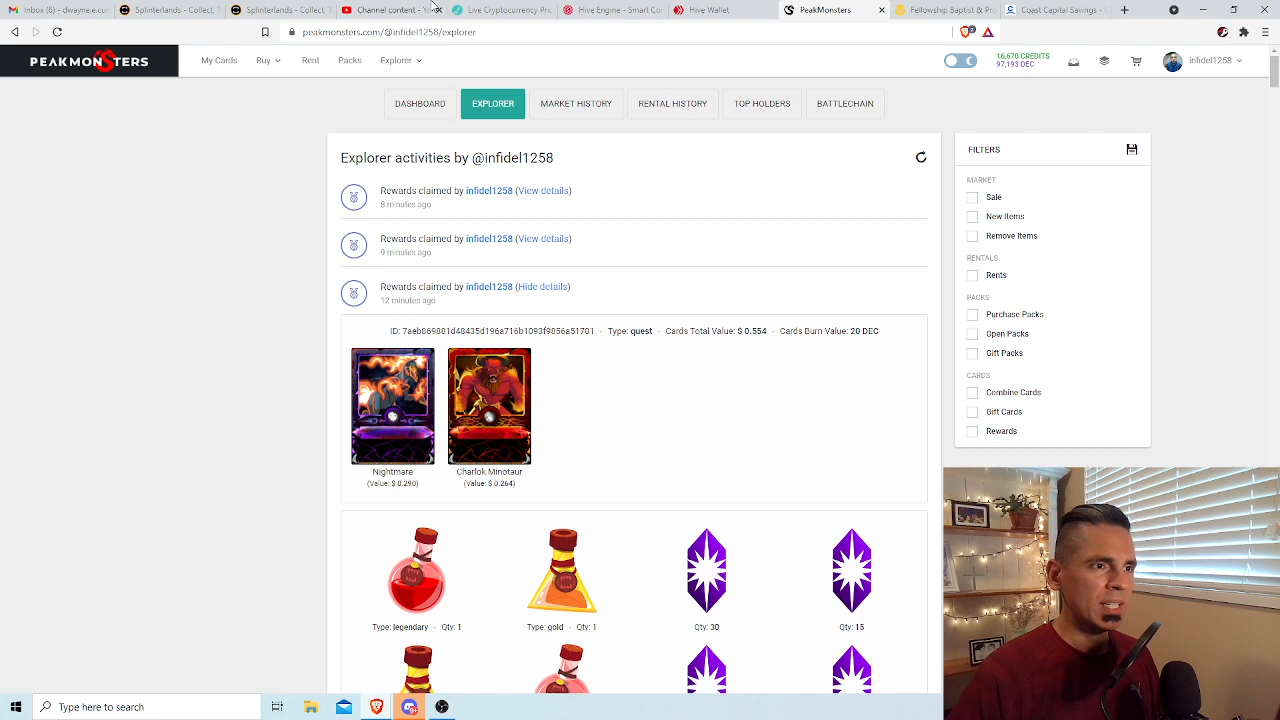 Inbox (6) - dwayne.e.cun
Splinterlands - Collect, T
Splinterlands - Collect, T
Channel content - You
Live Cryptocurrency Pric
Hive Engine - Smart Con
Hive Wallet
PeakMonsters
Fellowship Baptist & Pro
Coast Capital Savings - C
peakmonsters.com/@infidel1258/explorer
PEAKMONSTERS
My Cards
Buy
Rent
Packs
Explorer
16,670 CREDITS
97,193 DEC
infidel1258
DASHBOARD
EXPLORER
MARKET HISTORY
RENTAL HISTORY
TOP HOLDERS
BATTLECHAIN
Explorer activities by @infidel1258
Rewards claimed by infidel1258 (View details)
8 minutes ago
Rewards claimed by infidel1258 (View details)
9 minutes ago
Rewards claimed by infidel1258 (Hide details)
12 minutes ago
ID: 7aeb869881d48435d196a716b1093f9856a51701 · Type: quest · Cards Total Value: $ 0.554 · Cards Burn Value: 20 DEC
Nightmare
(Value: $ 0.290)
Charlok Minotaur
(Value: $ 0.264)
Type: legendary · Qty: 1
Type: gold · Qty: 1
Qty: 30
Qty: 15
FILTERS
MARKET
Sale
New Items
Remove Items
RENTALS
Rents
PACKS
Purchase Packs
Open Packs
Gift Packs
CARDS
Combine Cards
Gift Cards
Rewards
Type here to search